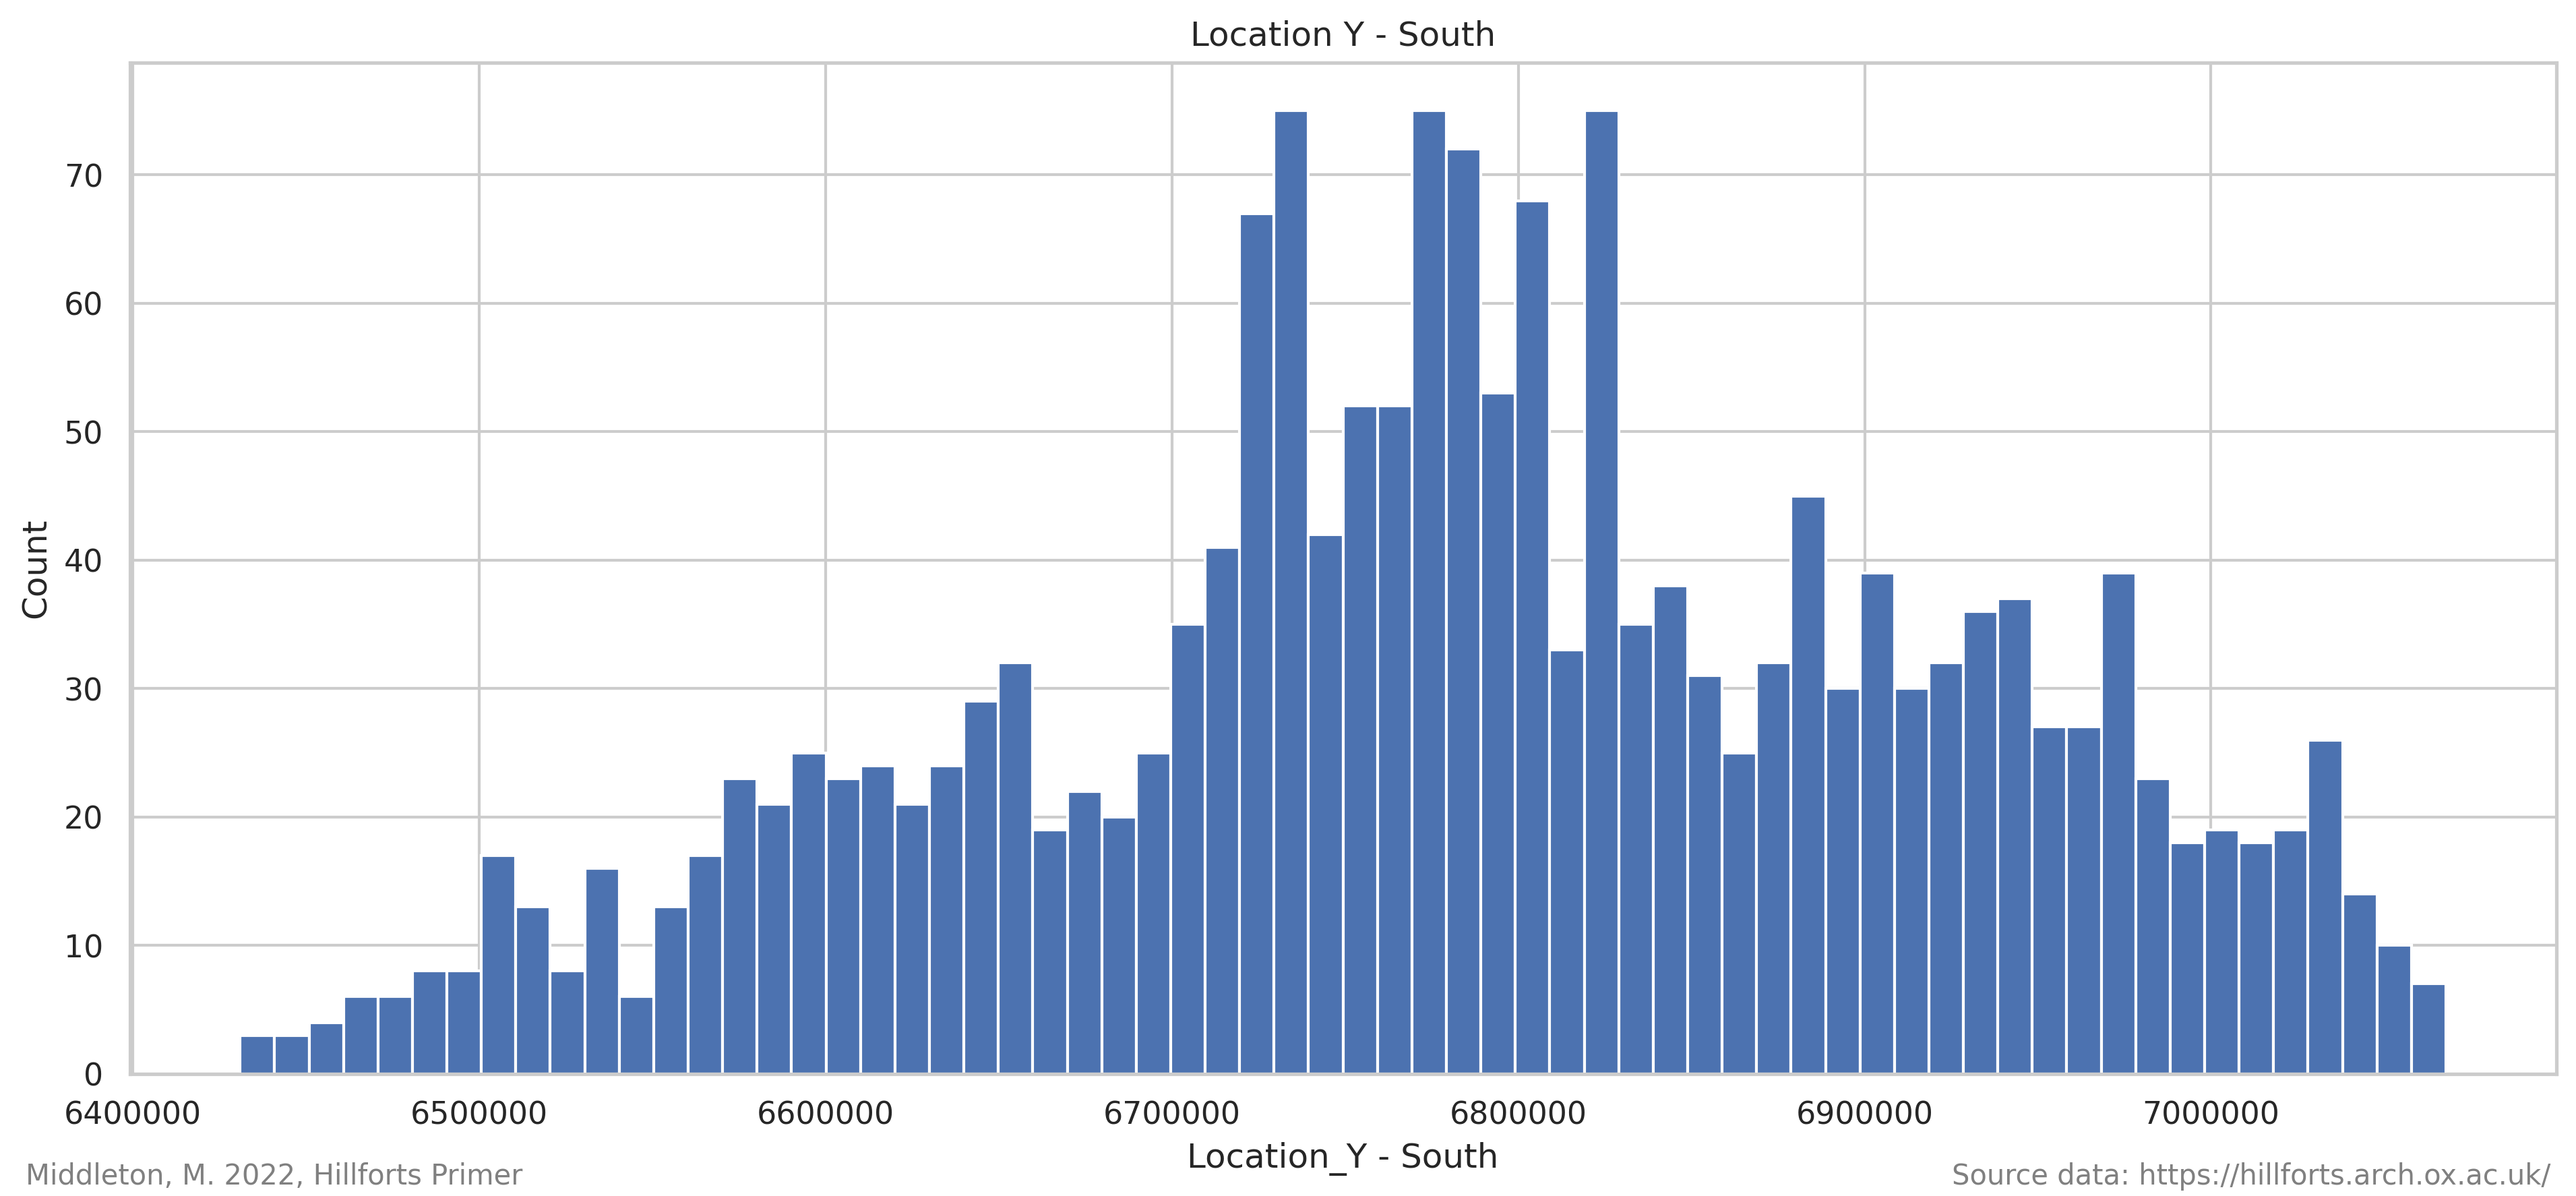 Location Y - South
Count
70
60
50
40
30
20
10
0
6400000 6500000 6600000 6700000 6800000 6900000 7000000
Location_Y - South
Middleton, M. 2022, Hillforts Primer
Source data: https://hillforts.arch.ox.ac.uk/